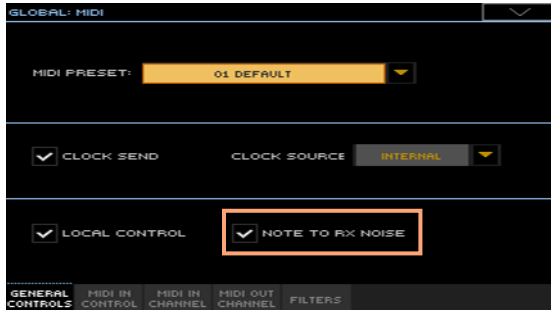 GLOBAL: MIDI
MIDI PRESET: 01 DEFAULT
CLOCK SEND CLOCK SOURCE INTERNAL
LOCAL CONTROL NOTE TO RX NOISE
GENERAL CONTROLS MIDI IN CONTROL MIDI IN CHANNEL MIDI OUT CHANNEL FILTERS